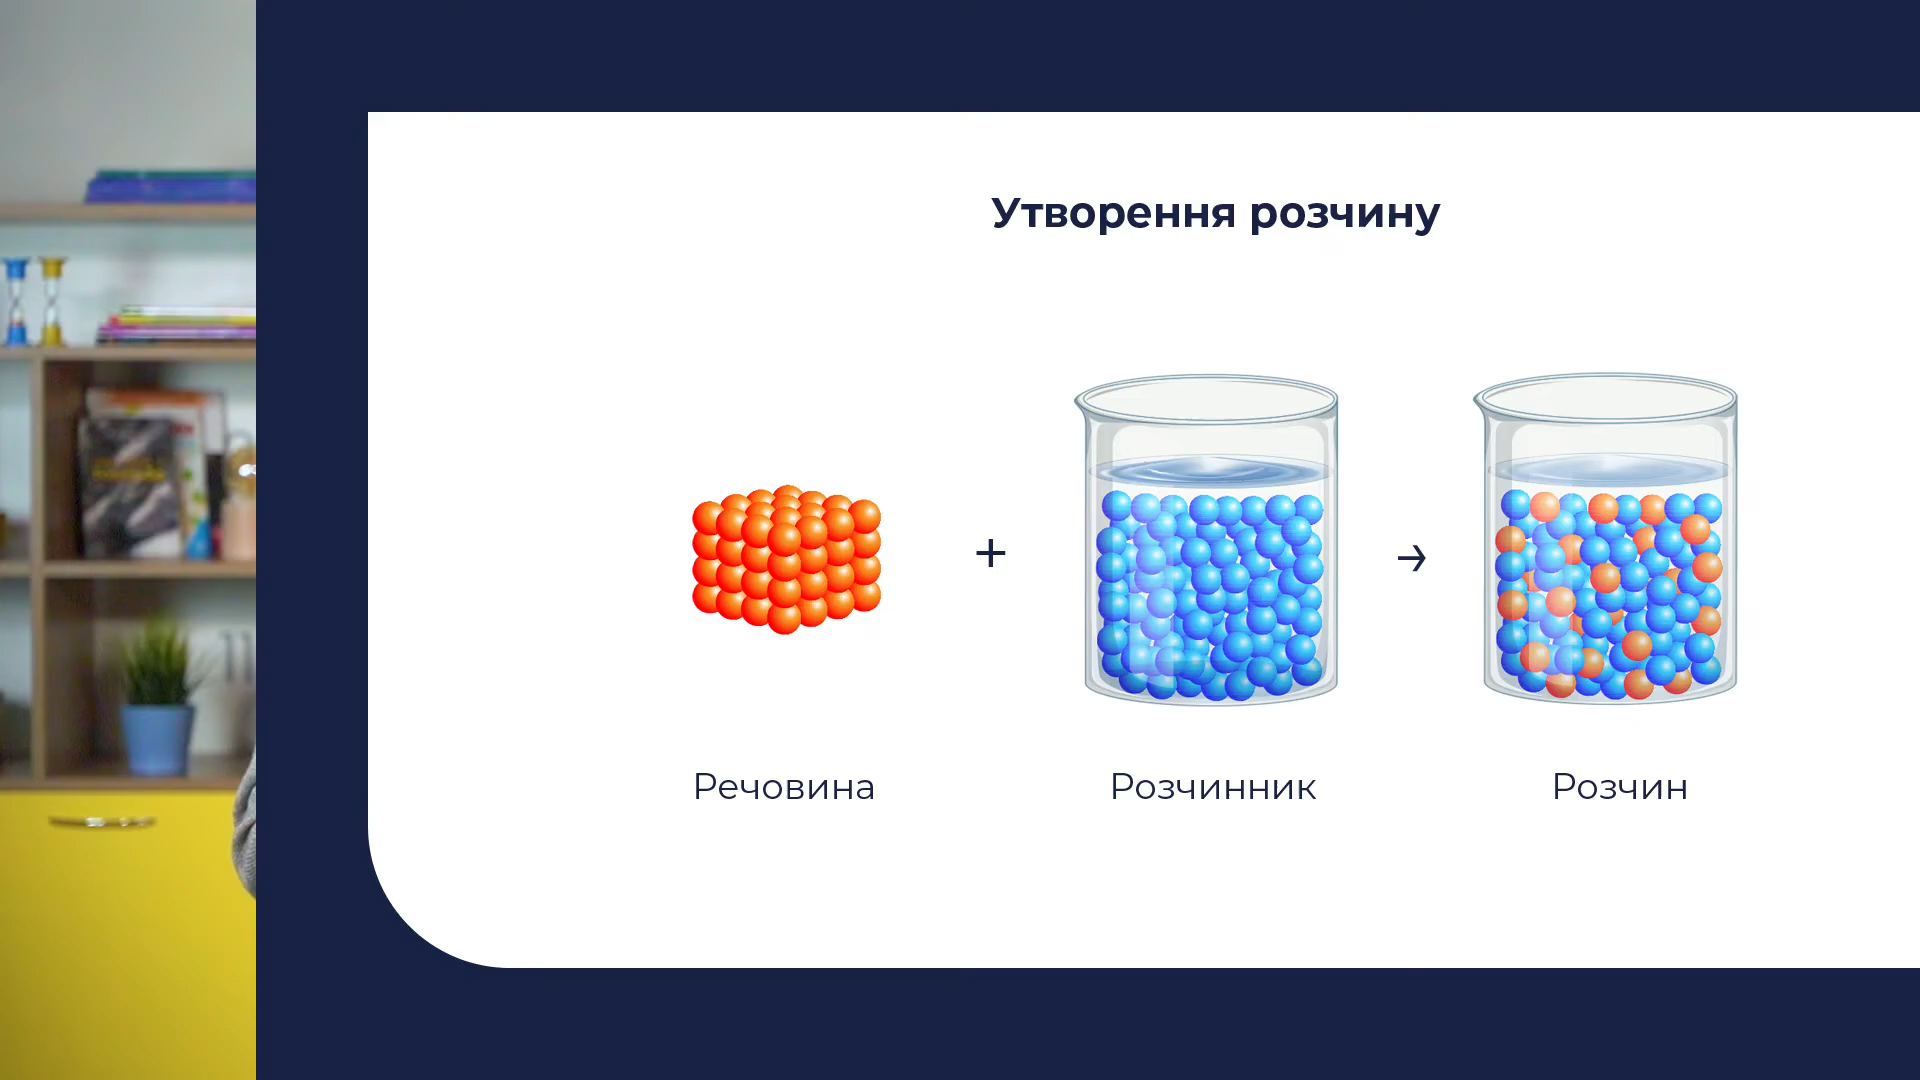 Утворення розчину
+
→
Речовина
Розчинник
Розчин